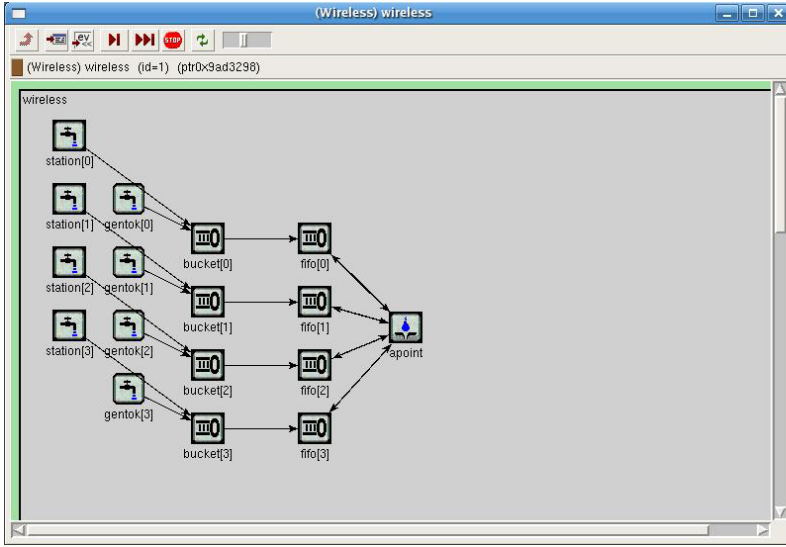 (Wireless) wireless
ev
<<
STOP
(Wireless) wireless (id=1) (ptr0x9ad3298)
wireless
station[0]
station[1] gentok[0]
bucket[0] fifo[0]
station[2] gentok[1]
bucket[1] fifo[1]
station[3] gentok[2]
apoint
bucket[2] fifo[2]
gentok[3]
bucket[3] fifo[3]